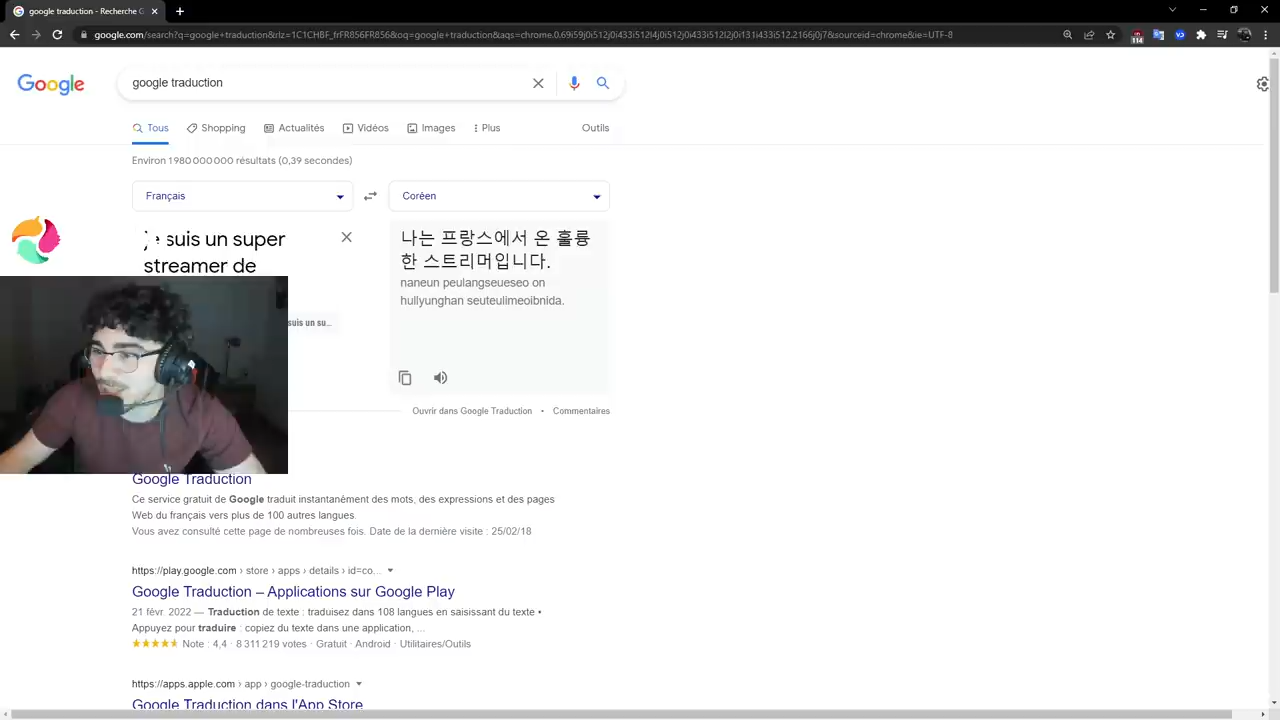 google traduction - Recherche G
google.com/search?q=google+traduction&rlz=1C1CHBF_frFR856FR856&oq=google+traduction&aqs=chrome.0.69i59j0i512j0i433i512l4j0i512j0i433i512j0i131i433i512.2166j0j7&sourceid=chrome&ie=UTF-8
114
Google
google traduction
Tous
Shopping
Actualités
Vidéos
Images
Plus
Outils
Environ 1 980 000 000 résultats (0,39 secondes)
Français
Coréen
je suis un super
streamer de
suis un su...
나는 프랑스에서 온 훌륭
한 스트리머입니다.
naneun peulangseueseo on
hullyunghan seuteulimeoibnida.
Ouvrir dans Google Traduction • Commentaires
Google Traduction
Ce service gratuit de Google traduit instantanément des mots, des expressions et des pages
Web du français vers plus de 100 autres langues.
Vous avez consulté cette page de nombreuses fois. Date de la dernière visite : 25/02/18
https://play.google.com › store › apps › details › id=co...
Google Traduction – Applications sur Google Play
21 févr. 2022 — Traduction de texte : traduisez dans 108 langues en saisissant du texte •
Appuyez pour traduire : copiez du texte dans une application, ...
Note : 4,4 · 8 311 219 votes · Gratuit · Android · Utilitaires/Outils
https://apps.apple.com › app › google-traduction
Google Traduction dans l'App Store